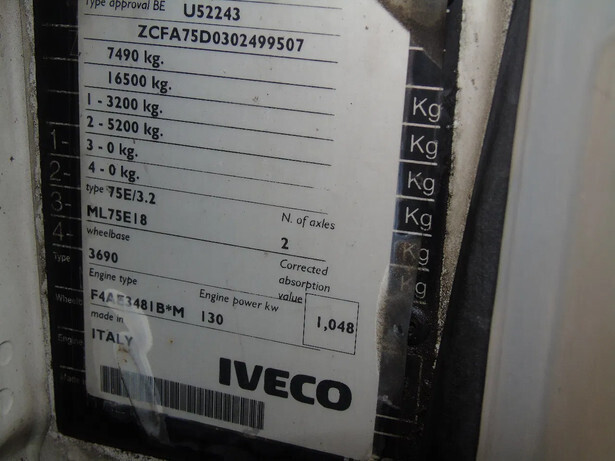 Type approval BE U52243
ZCFA75D0302499507
7490 kg.
16500 kg.
1 - 3200 kg. Kg
2 - 5200 kg. Kg
1- 3 - 0 kg. Kg
2- 4 - 0 kg. Kg
3- type 75E/3.2 N. of axles Kg
4- ML75E18 2 Kg
Type wheelbase Corrected
3690 absorption
Engine type Engine power kw value
F4AE3481B*M 130 1,048
made in
ITALY
IVECO